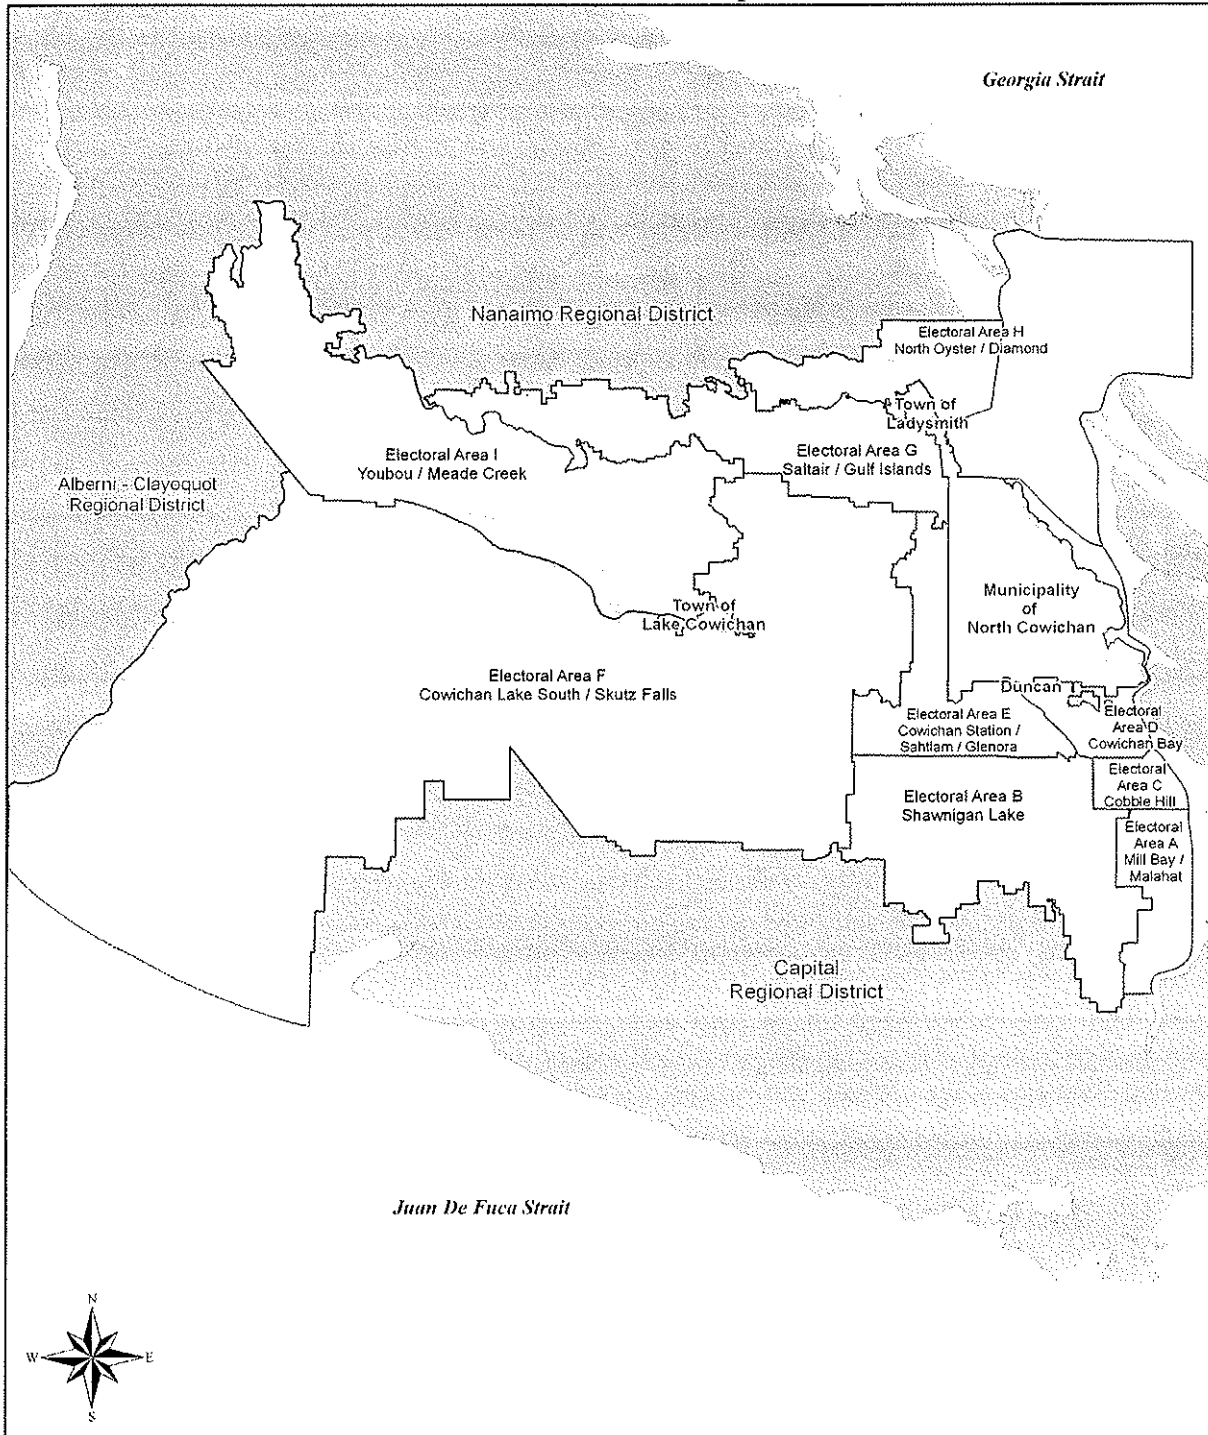 Georgia Strait
Nanaimo Regional District
Electoral Area H
North Oyster / Diamond
Town of
Ladysmith
Electoral Area I
Youbou / Meade Creek
Electoral Area G
Saltair / Gulf Islands
Alberni - Clayoquot
Regional District
Municipality
of
North Cowichan
Town of
Lake Cowichan
Electoral Area F
Cowichan Lake South / Skutz Falls
Duncan
Electoral Area E
Cowichan Station /
Sahtlam / Glenora
Electoral
Area D
Cowichan Bay
Electoral
Area C
Cobble Hill
Electoral Area B
Shawnigan Lake
Electoral
Area A
Mill Bay /
Malahat
Capital
Regional District
Juan De Fuca Strait
N
W
E
S